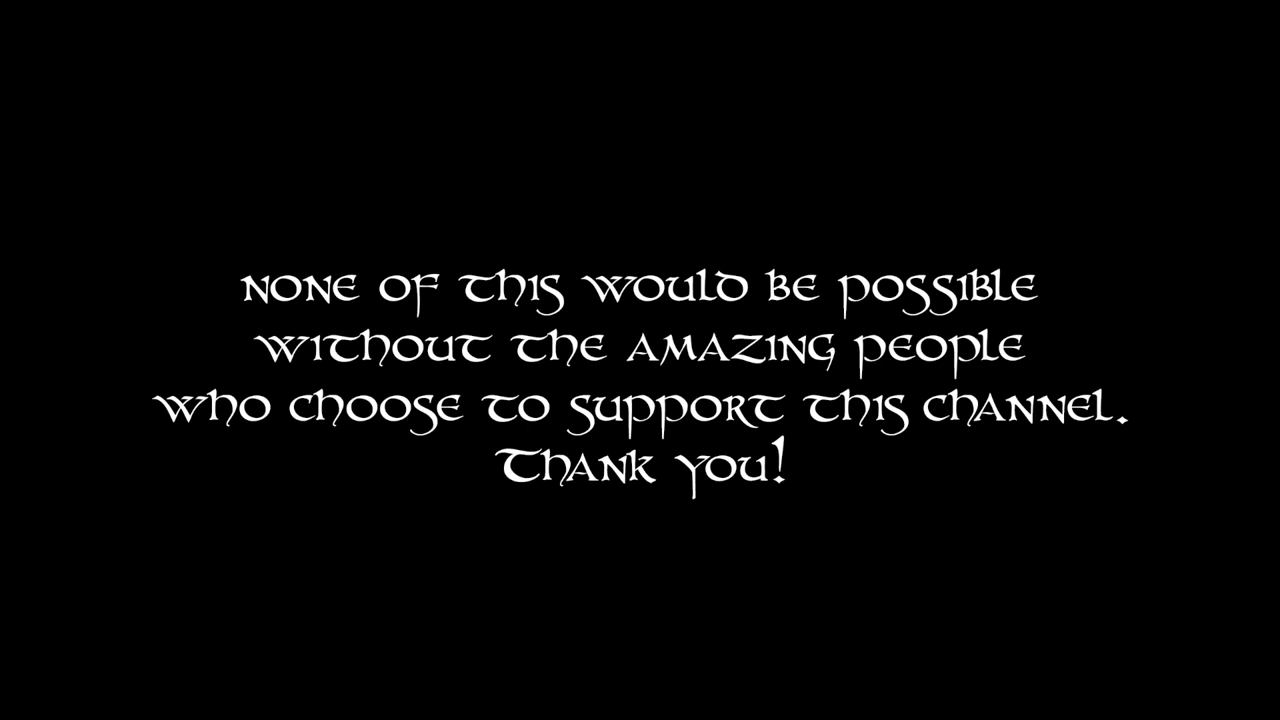 none of this would be possible
without the amazing people
who choose to support this channel.
Thank you!